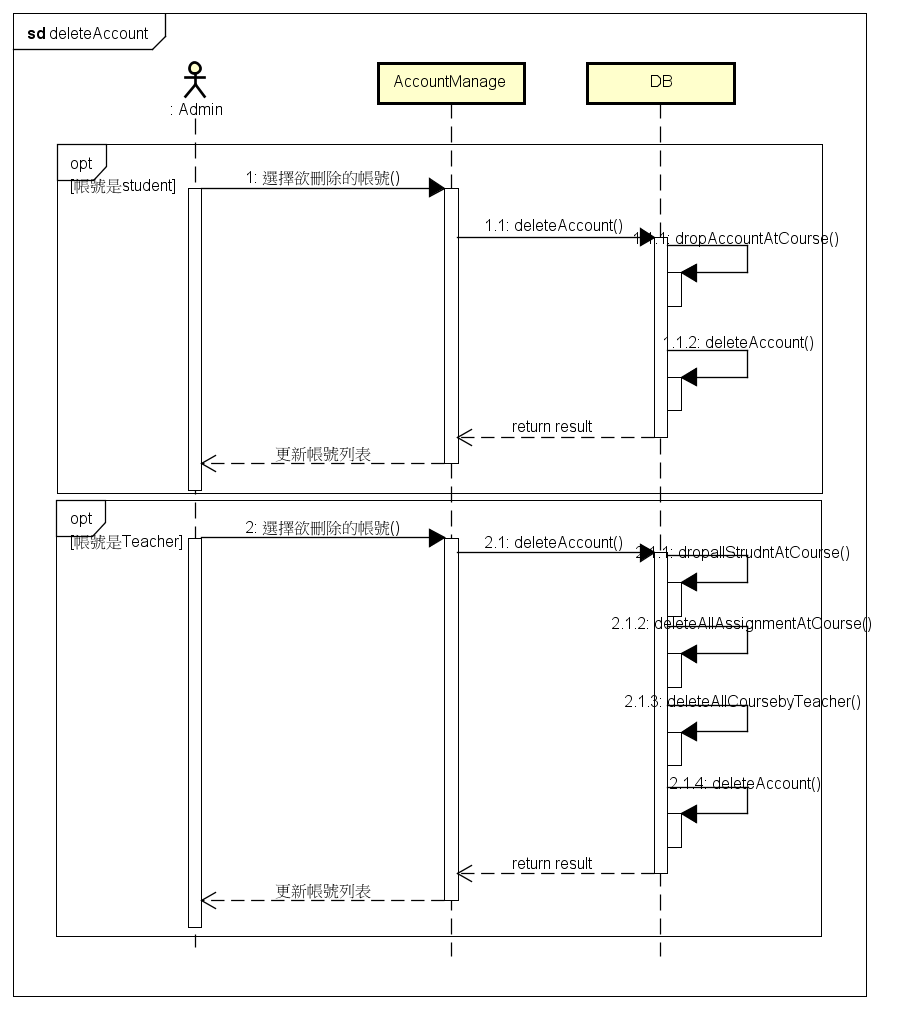 sd deleteAccount
: Admin
AccountManage
DB
opt
[帳號是student]
1: 選擇欲刪除的帳號()
1.1: deleteAccount()
1.1.1: dropAccountAtCourse()
1.1.2: deleteAccount()
return result
更新帳號列表
opt
[帳號是Teacher]
2: 選擇欲刪除的帳號()
2.1: deleteAccount()
2.1.1: dropallStrudntAtCourse()
2.1.2: deleteAllAssignmentAtCourse()
2.1.3: deleteAllCoursebyTeacher()
2.1.4: deleteAccount()
return result
更新帳號列表